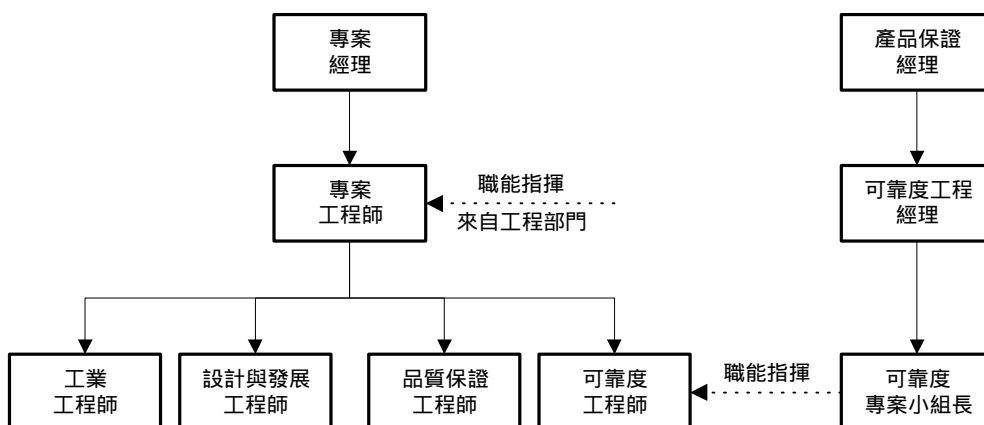 專案
經理
產品保證
經理
專案
工程師
職能指揮
來自工程部門
可靠度工程
經理
工業
工程師
設計與發展
工程師
品質保證
工程師
可靠度
工程師
職能指揮
可靠度
專案小組長